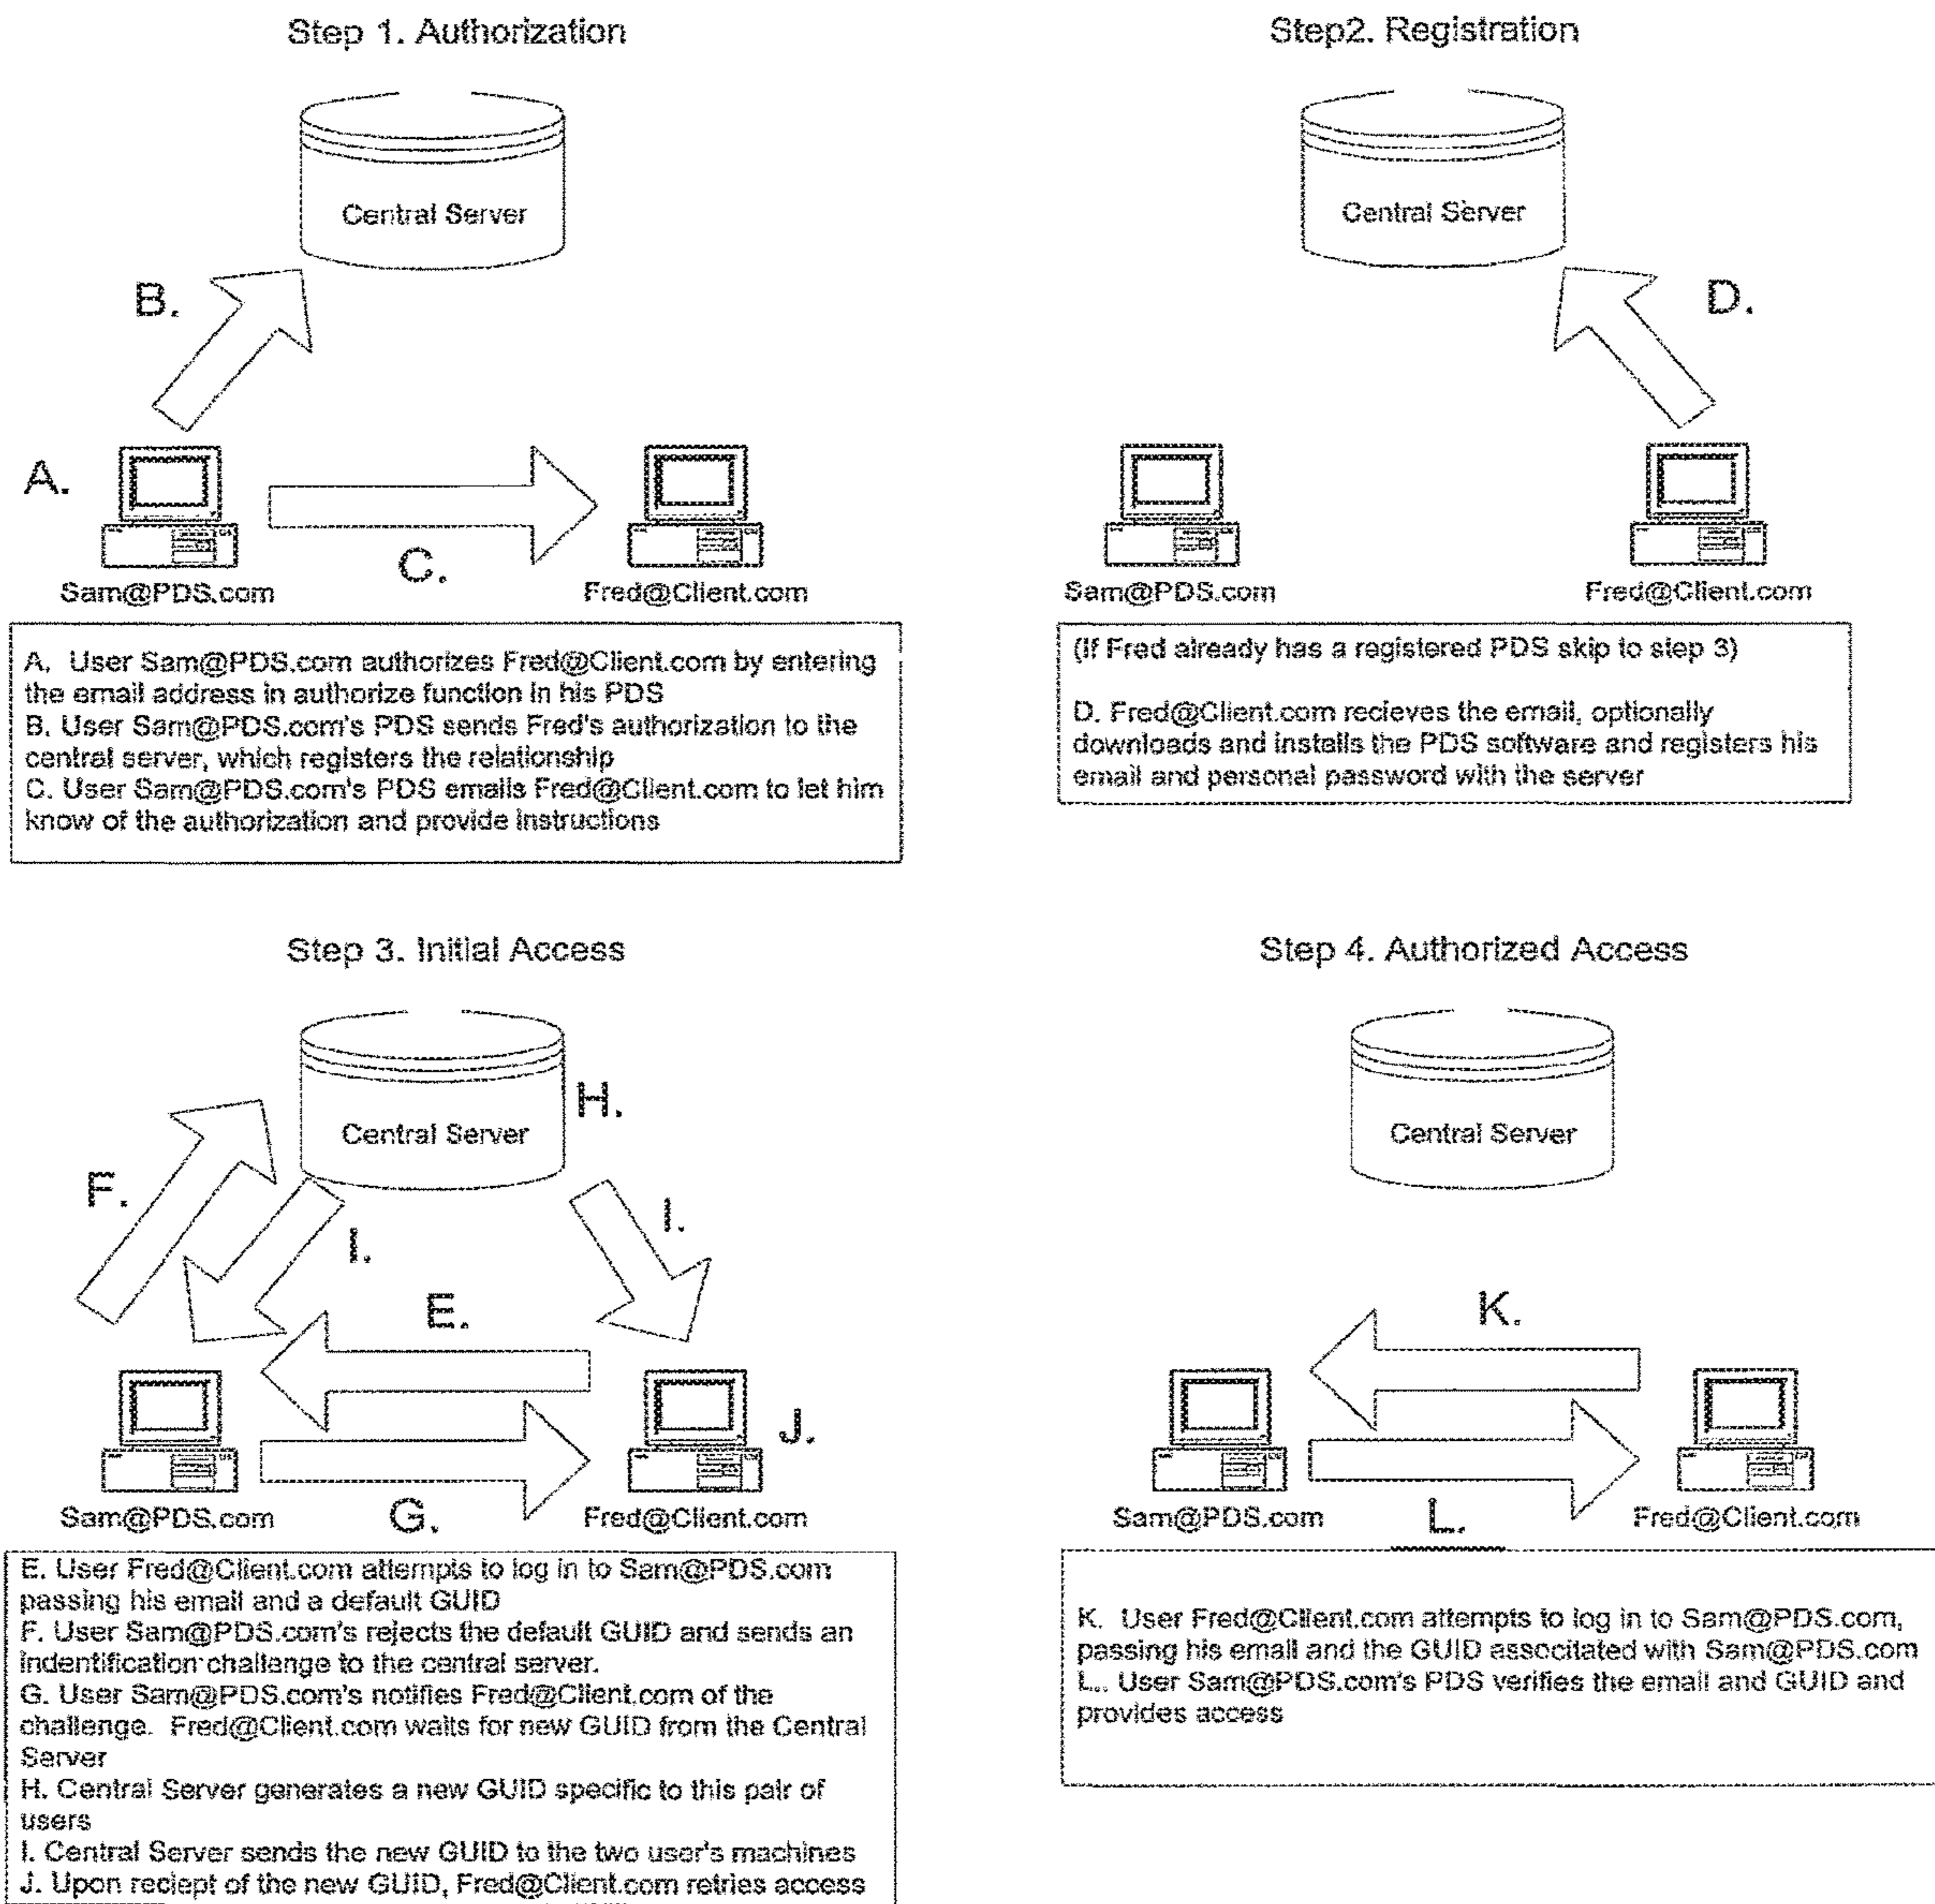 Step 1. Authorization
Central Server
B.
A.
C.
Sam@PDS.com
Fred@Client.com
A. User Sam@PDS.com authorizes Fred@Client.com by entering
the email address in authorize function in his PDS
B. User Sam@PDS.com's PDS sends Fred's authorization to the
central server, which registers the relationship
C. User Sam@PDS.com's PDS emails Fred@Client.com to let him
know of the authorization and provide instructions
Step2. Registration
Central Server
D.
Sam@PDS.com
Fred@Client.com
(If Fred already has a registered PDS skip to step 3)
D. Fred@Client.com recieves the email, optionally
downloads and installs the PDS software and registers his
email and personal password with the server
Step 3. Initial Access
Central Server
H.
F.
I.
I.
E.
J.
G.
Sam@PDS.com
Fred@Client.com
E. User Fred@Client.com attempts to log in to Sam@PDS.com
passing his email and a default GUID
F. User Sam@PDS.com's rejects the default GUID and sends an
indentification challenge to the central server.
G. User Sam@PDS.com's notifies Fred@Client.com of the
challenge. Fred@Client.com waits for new GUID from the Central
Server
H. Central Server generates a new GUID specific to this pair of
users
I. Central Server sends the new GUID to the two user's machines
J. Upon reciept of the new GUID, Fred@Client.com retries access
Step 4. Authorized Access
Central Server
K.
L.
Sam@PDS.com
Fred@Client.com
K. User Fred@Client.com attempts to log in to Sam@PDS.com,
passing his email and the GUID associtated with Sam@PDS.com
L.. User Sam@PDS.com's PDS verifies the email and GUID and
provides access